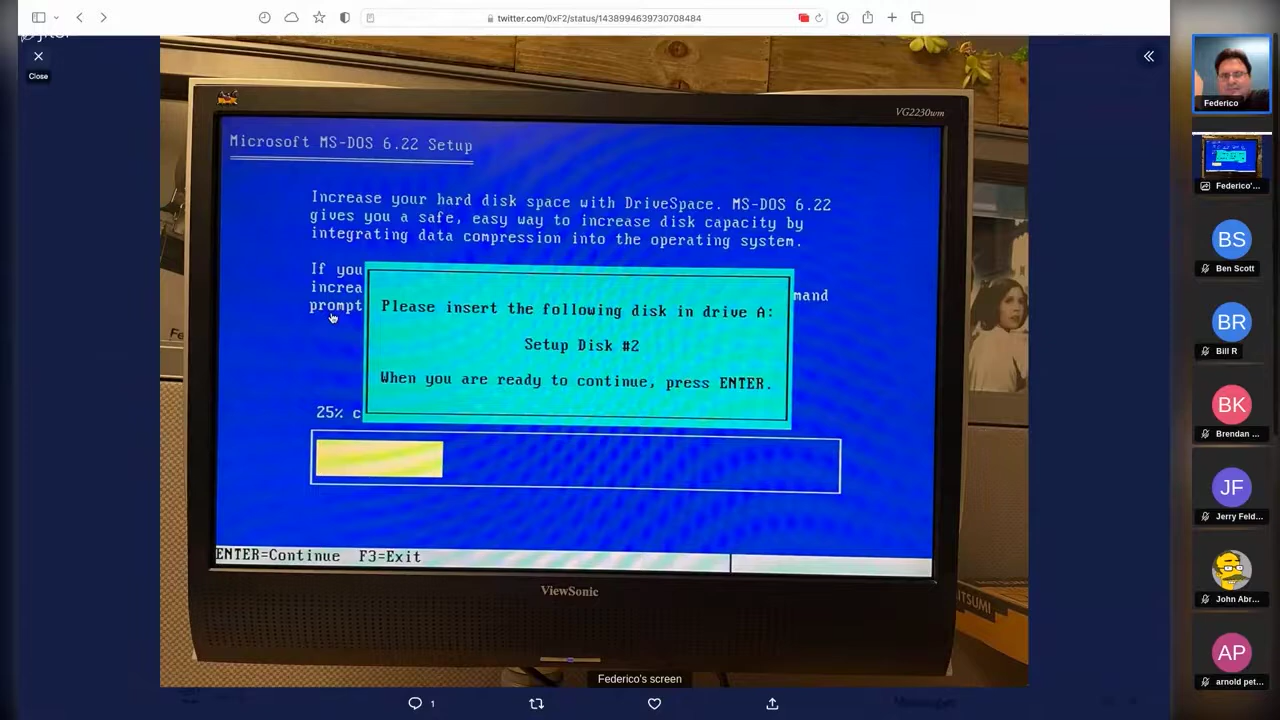 twitter.com/0xF2/status/1438994639730708484
Close
VG2230wm
Microsoft MS-DOS 6.22 Setup
Increase your hard disk space with DriveSpace. MS-DOS 6.22
gives you a safe, easy way to increase disk capacity by
integrating data compression into the operating system.
If you
increa mand
prompt
Please insert the following disk in drive A:
Setup Disk #2
When you are ready to continue, press ENTER.
25% c
ENTER=Continue F3=Exit
ViewSonic
ITSUMI
Federico's screen
1
Federico
Federico'...
BS
Ben Scott
BR
Bill R
BK
Brendan ...
JF
Jerry Feld...
John Abr...
AP
arnold pet...